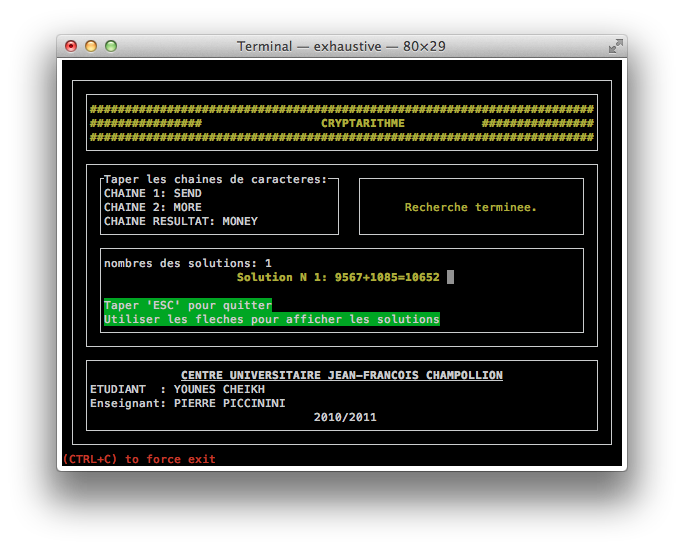 Terminal — exhaustive — 80×29
########################################################################
################ CRYPTARITHME ################
########################################################################
Taper les chaines de caracteres:
CHAINE 1: SEND
CHAINE 2: MORE
CHAINE RESULTAT: MONEY
Recherche terminee.
nombres des solutions: 1
Solution N 1: 9567+1085=10652
Taper 'ESC' pour quitter
Utiliser les fleches pour afficher les solutions
CENTRE UNIVERSITAIRE JEAN-FRANCOIS CHAMPOLLION
ETUDIANT  : YOUNES CHEIKH
Enseignant: PIERRE PICCININI
2010/2011
(CTRL+C) to force exit